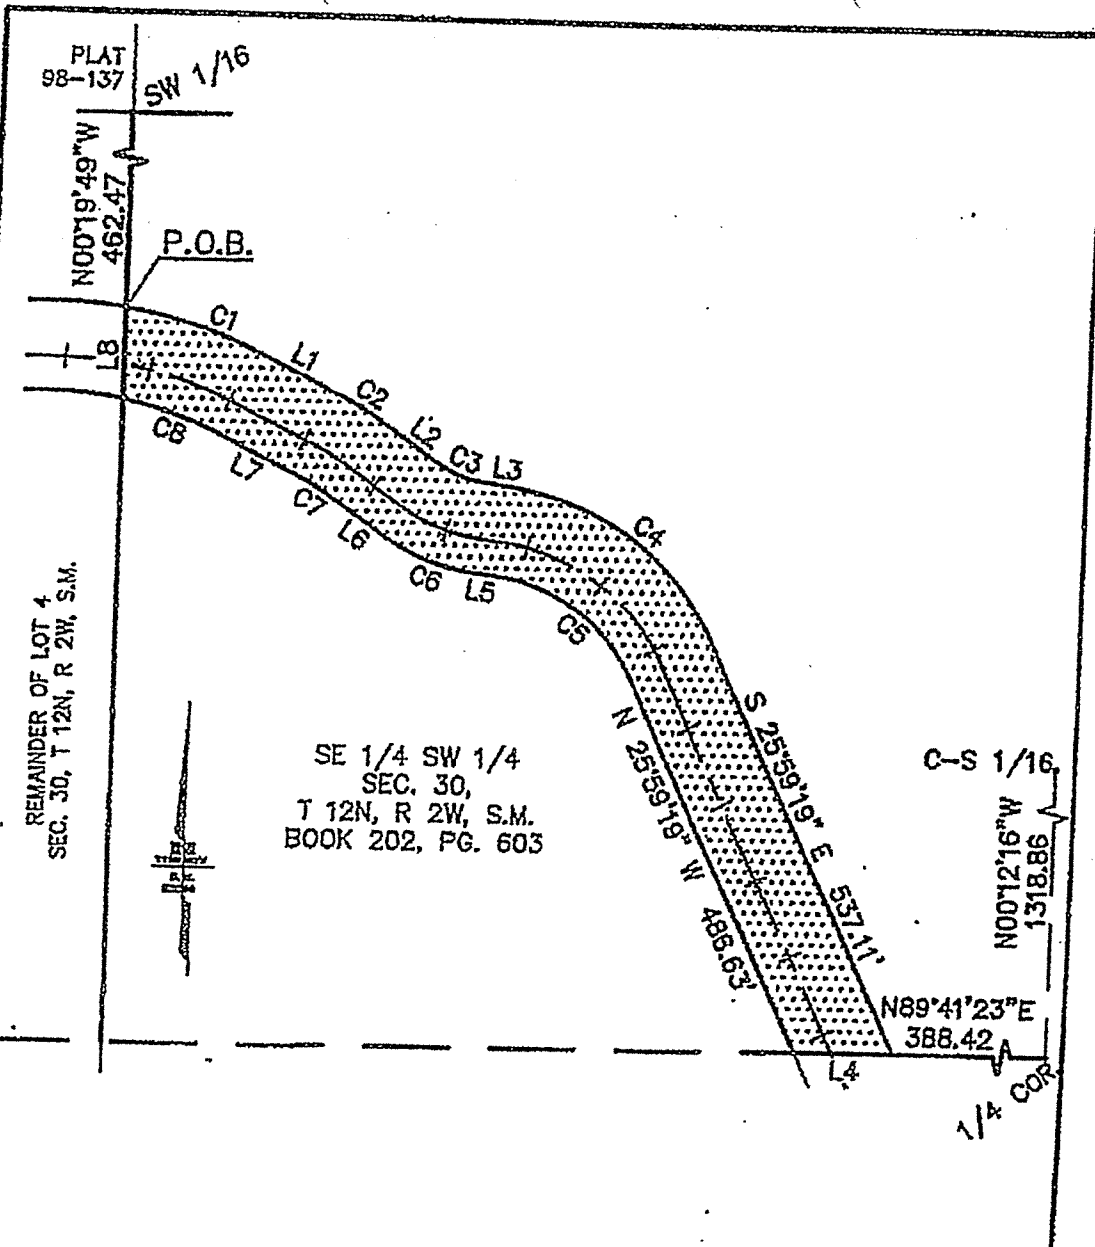 PLAT
98-137
SW 1/16
N00°19'49"W
462.47
P.O.B.
C1
L8
L1
C2
L2
C3 L3
C8
L7
C7
L6
C6
L5
C4
C5
REMAINDER OF LOT 4
SEC. 30, T 12N, R 2W, S.M.
SE 1/4 SW 1/4
SEC. 30,
T 12N, R 2W, S.M.
BOOK 202, PG. 603
N 25°59'19" W 486.63'
S 25°59'19" E 537.11'
C-S 1/16
N00°12'16"W
1318.86
N89°41'23"E
388.42
L4
1/4 COR.